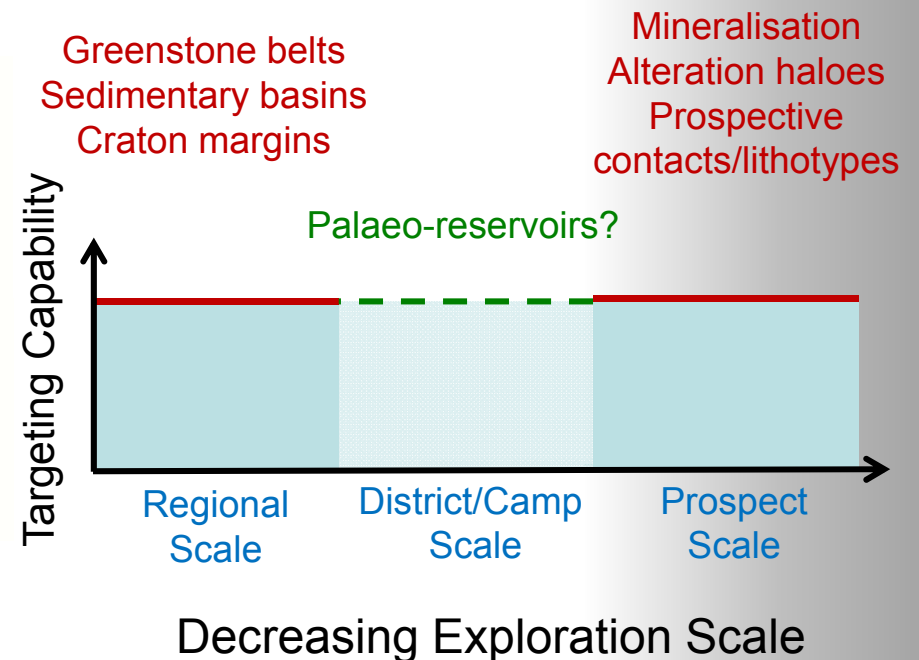 Greenstone belts
Sedimentary basins
Craton margins
Mineralisation
Alteration haloes
Prospective
contacts/lithotypes
Palaeo-reservoirs?
Targeting Capability
Regional
Scale
District/Camp
Scale
Prospect
Scale
Decreasing Exploration Scale